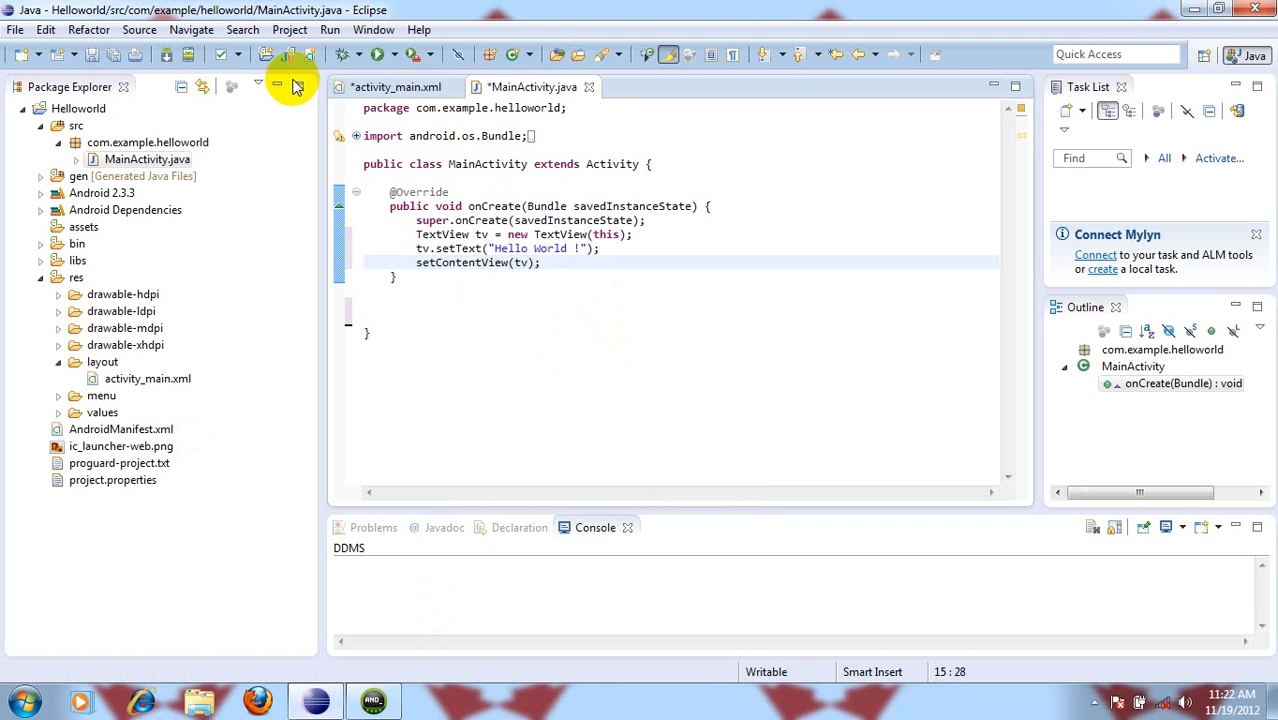 Java - Helloworld/src/com/example/helloworld/MainActivity.java - Eclipse
File Edit Refactor Source Navigate Search Project Run Window Help
Quick Access
Java
Package Explorer
Helloworld
src
com.example.helloworld
MainActivity.java
gen [Generated Java Files]
Android 2.3.3
Android Dependencies
assets
bin
libs
res
drawable-hdpi
drawable-ldpi
drawable-mdpi
drawable-xhdpi
layout
activity_main.xml
menu
values
AndroidManifest.xml
ic_launcher-web.png
proguard-project.txt
project.properties
*activity_main.xml
*MainActivity.java
package com.example.helloworld;
import android.os.Bundle;
public class MainActivity extends Activity {
@Override
public void onCreate(Bundle savedInstanceState) {
super.onCreate(savedInstanceState);
TextView tv = new TextView(this);
tv.setText("Hello World !");
setContentView(tv);
}
}
Task List
Find All Activate...
Connect Mylyn
Connect to your task and ALM tools
or create a local task.
Outline
com.example.helloworld
MainActivity
onCreate(Bundle) : void
Problems @ Javadoc Declaration Console
DDMS
Writable Smart Insert 15 : 28
AND_
11:22 AM
11/19/2012